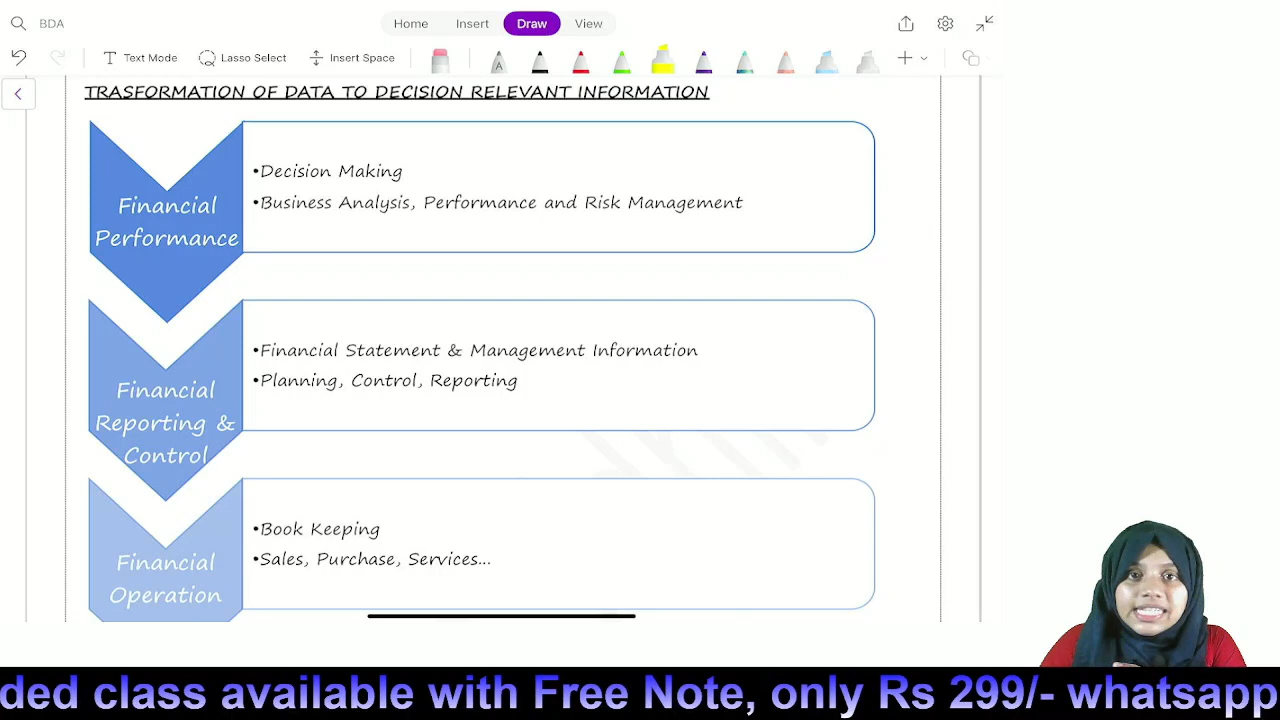 BDA
Home Insert Draw View
Text Mode Lasso Select Insert Space
A
TRASFORMATION OF DATA TO DECISION RELEVANT INFORMATION
Financial
Performance
•Decision Making
•Business Analysis, Performance and Risk Management
Financial
Reporting &
Control
•Financial Statement & Management Information
•Planning, Control, Reporting
Financial
Operation
•Book Keeping
•Sales, Purchase, Services...
ded class available with Free Note, only Rs 299/- whatsapp